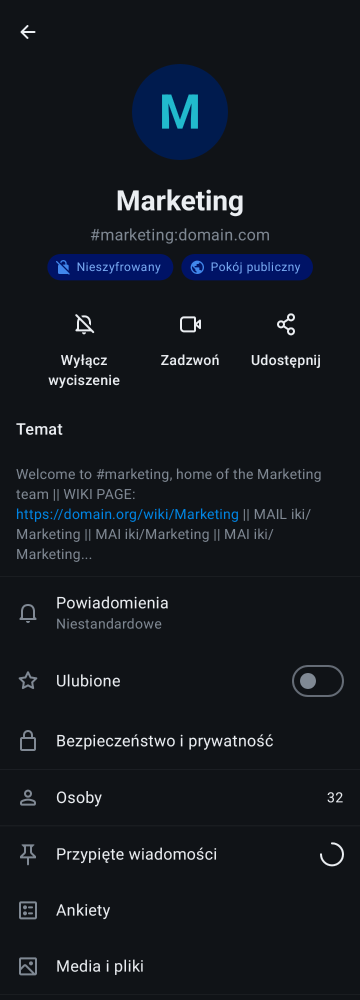 M
Marketing
#marketing:domain.com
Nieszyfrowany
Pokój publiczny
Wyłącz
wyciszenie
Zadzwoń
Udostępnij
Temat
Welcome to #marketing, home of the Marketing
team || WIKI PAGE:
https://domain.org/wiki/Marketing || MAIL iki/
Marketing || MAI iki/Marketing || MAI iki/
Marketing...
Powiadomienia
Niestandardowe
Ulubione
Bezpieczeństwo i prywatność
Osoby 32
Przypięte wiadomości
Ankiety
Media i pliki